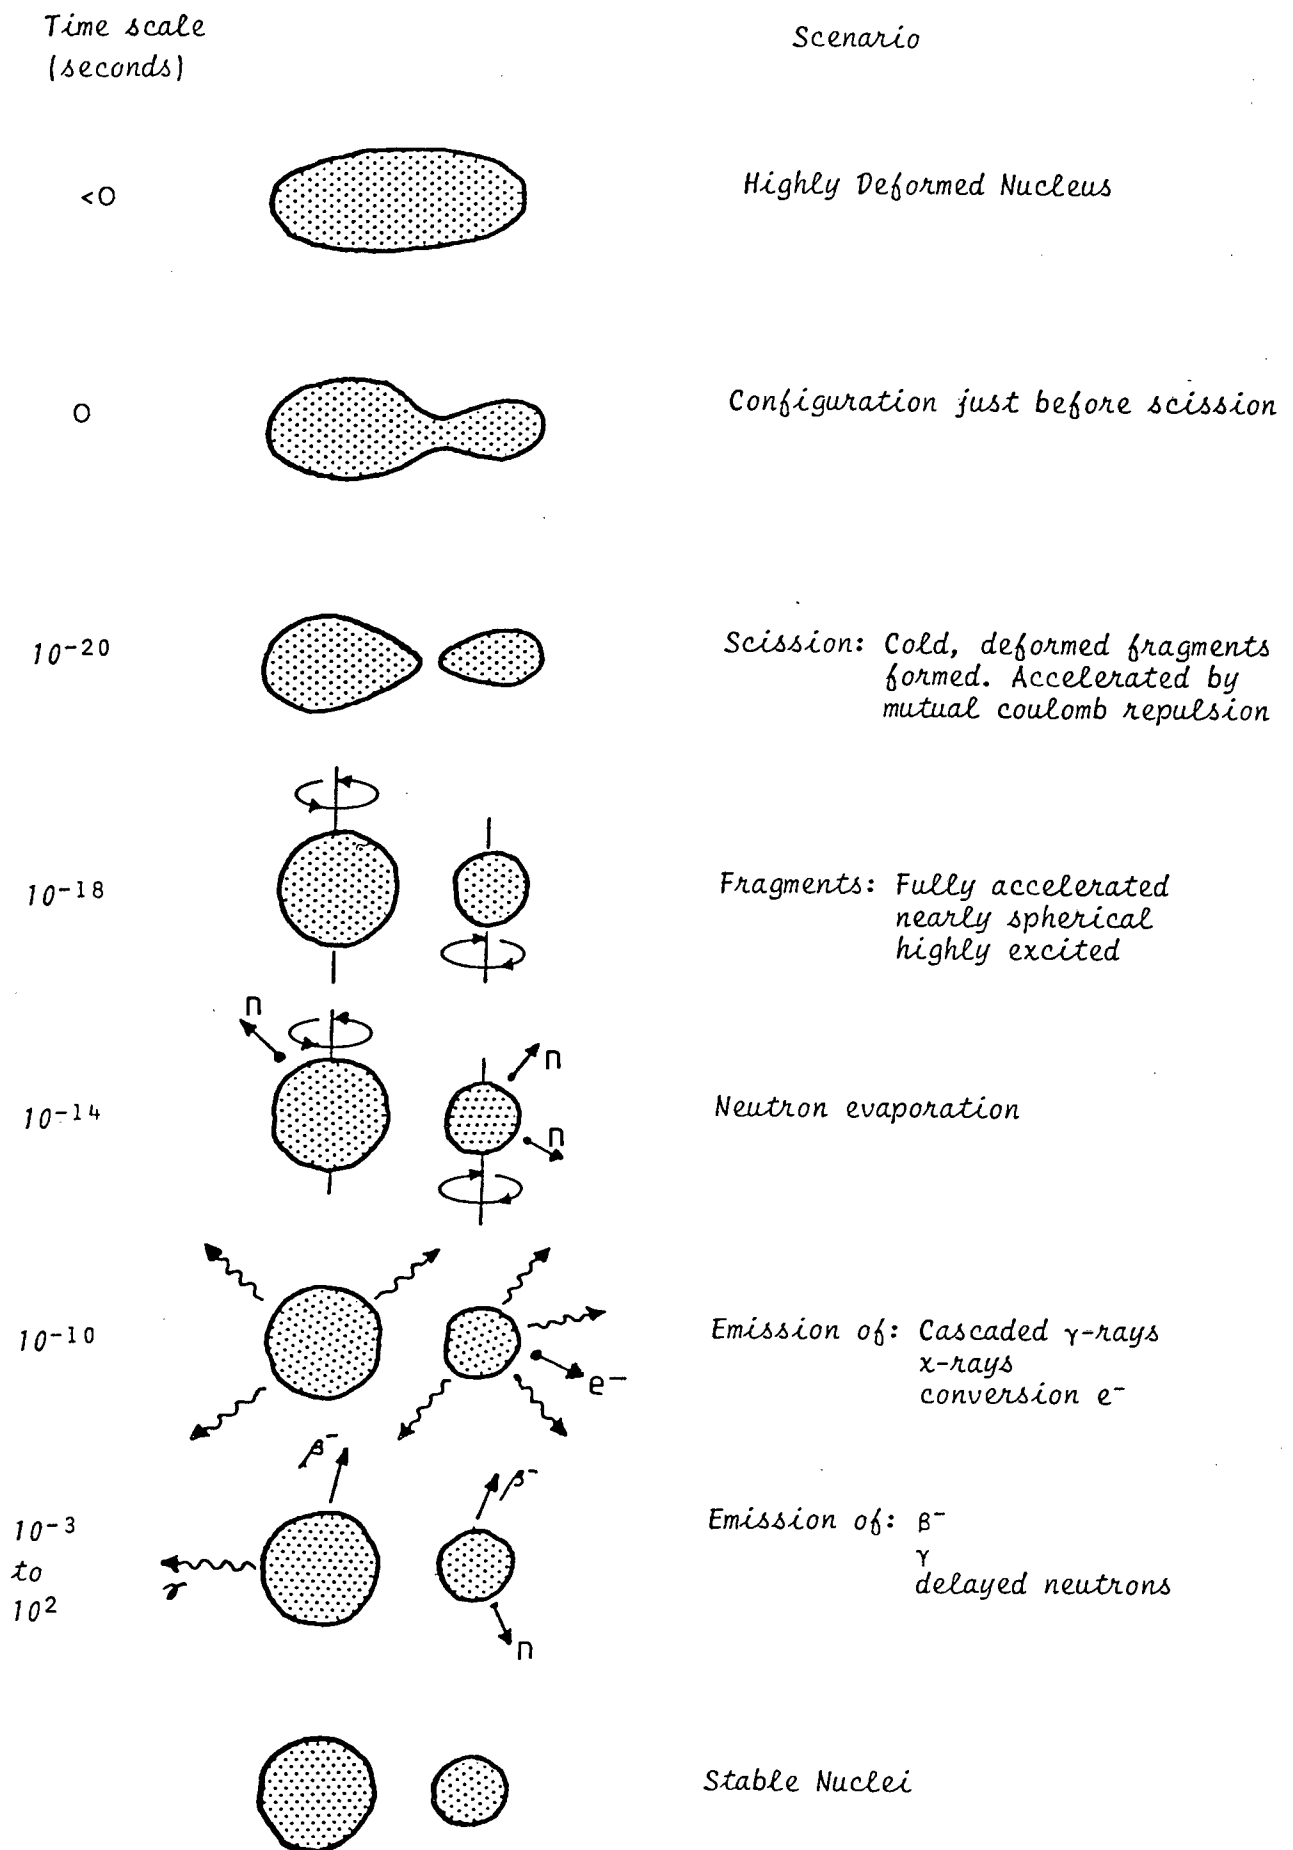 Time scale
(seconds)
Scenario
<0
Highly Deformed Nucleus
0
Configuration just before scission
10-20
Scission: Cold, deformed fragments
formed. Accelerated by
mutual coulomb repulsion
10-18
Fragments: Fully accelerated
nearly spherical
highly excited
n
n
n
10-14
Neutron evaporation
10-10
Emission of: Cascaded γ-rays
x-rays
conversion e-
e-
β-
β-
10-3
to
10²
γ
n
Emission of: β-
γ
delayed neutrons
Stable Nuclei